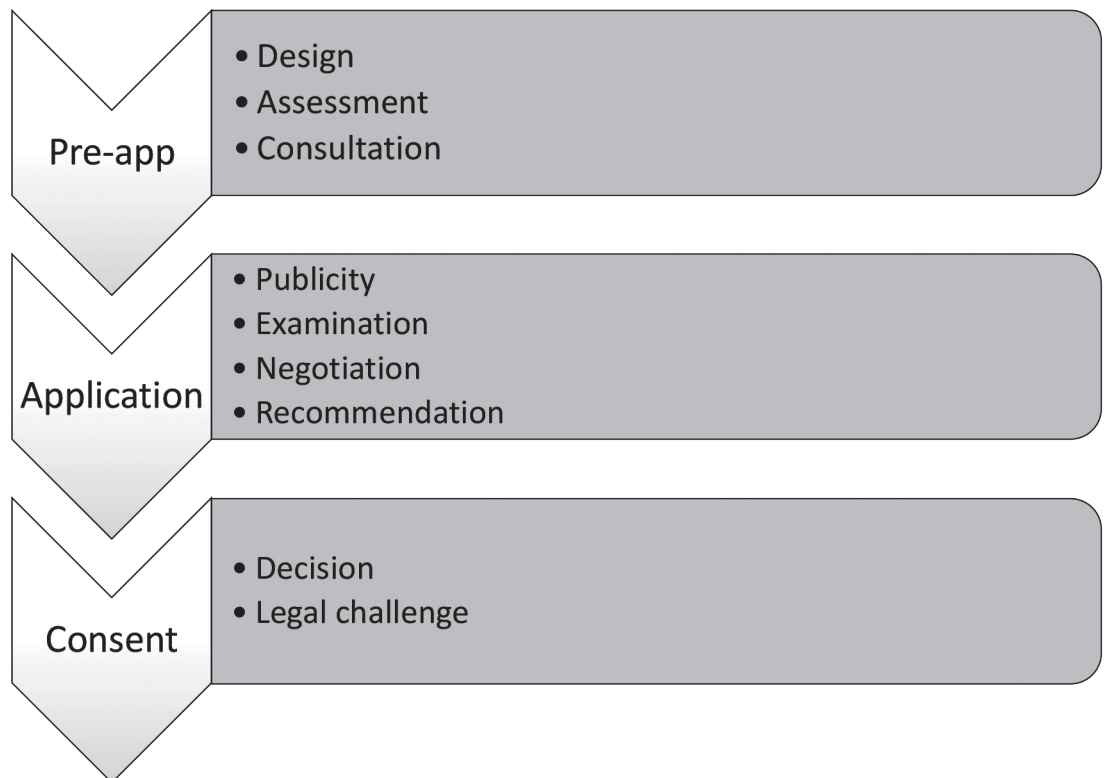 Pre-app
• Design
• Assessment
• Consultation
Application
• Publicity
• Examination
• Negotiation
• Recommendation
Consent
• Decision
• Legal challenge